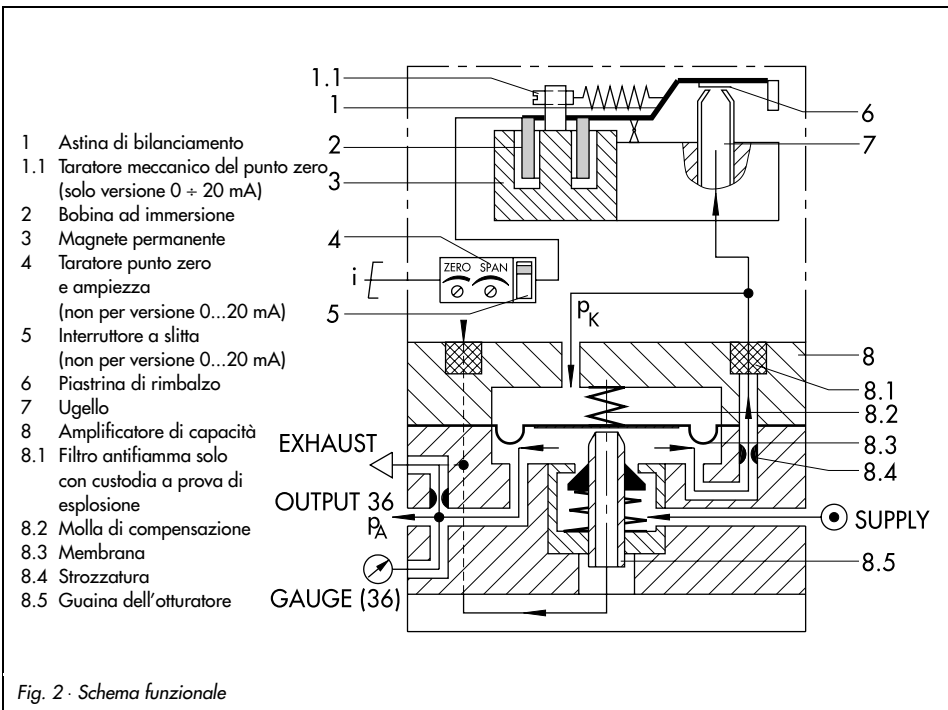 1 Astina di bilanciamento
1.1 Taratore meccanico del punto zero
(solo versione 0 ÷ 20 mA)
2 Bobina ad immersione
3 Magnete permanente
4 Taratore punto zero
e ampiezza
(non per versione 0...20 mA)
5 Interruttore a slitta
(non per versione 0...20 mA)
6 Piastrina di rimbalzo
7 Ugello
8 Amplificatore di capacità
8.1 Filtro antifiamma solo
con custodia a prova di
esplosione
8.2 Molla di compensazione
8.3 Membrana
8.4 Strozzatura
8.5 Guaina dell'otturatore
1.1
1
2
3
4
i
ZERO SPAN
5
6
7
pK
8
8.1
8.2
8.3
8.4
EXHAUST
OUTPUT 36
pA
SUPPLY
8.5
GAUGE (36)
Fig. 2 · Schema funzionale